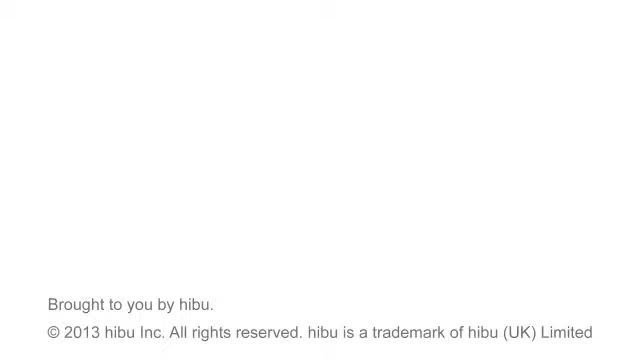 Brought to you by hibu.
© 2013 hibu Inc. All rights reserved. hibu is a trademark of hibu (UK) Limited